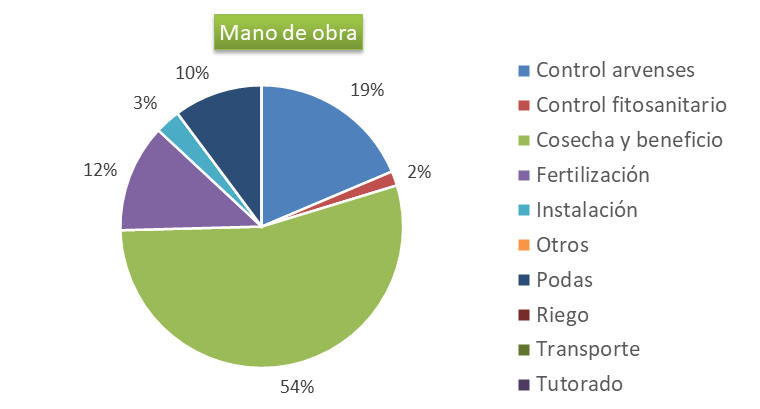 Mano de obra
10%
19%
3%
12%
2%
54%
Control arvenses
Control fitosanitario
Cosecha y beneficio
Fertilización
Instalación
Otros
Podas
Riego
Transporte
Tutorado